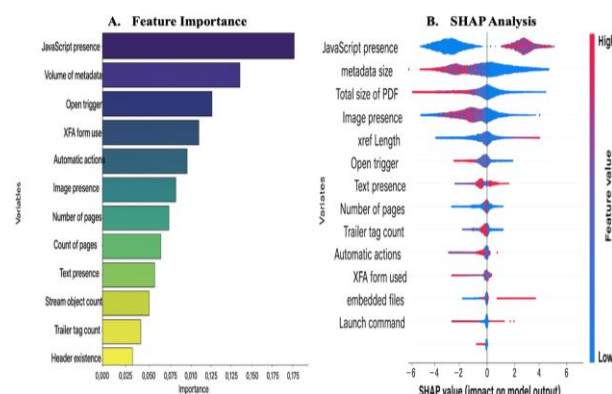 A. Feature Importance
JavaScript presence
Volume of metadata
Open trigger
XFA form use
Automatic actions
Image presence
Number of pages
Count of pages
Text presence
Stream object count
Trailer tag count
Header existence
Variables
0,000 0,025 0,050 0,075 0,100 0,125 0,125 0,150 0,175
Importance
B. SHAP Analysis
JavaScript presence
metadata size
Total size of PDF
Image presence
xref Length
Open trigger
Text presence
Number of pages
Trailer tag count
Automatic actions
XFA form used
embedded files
Launch command
Variates
-6 -4 -2 0 2 4 6
SHAP value (impact on model output)
High
Feature value
Low